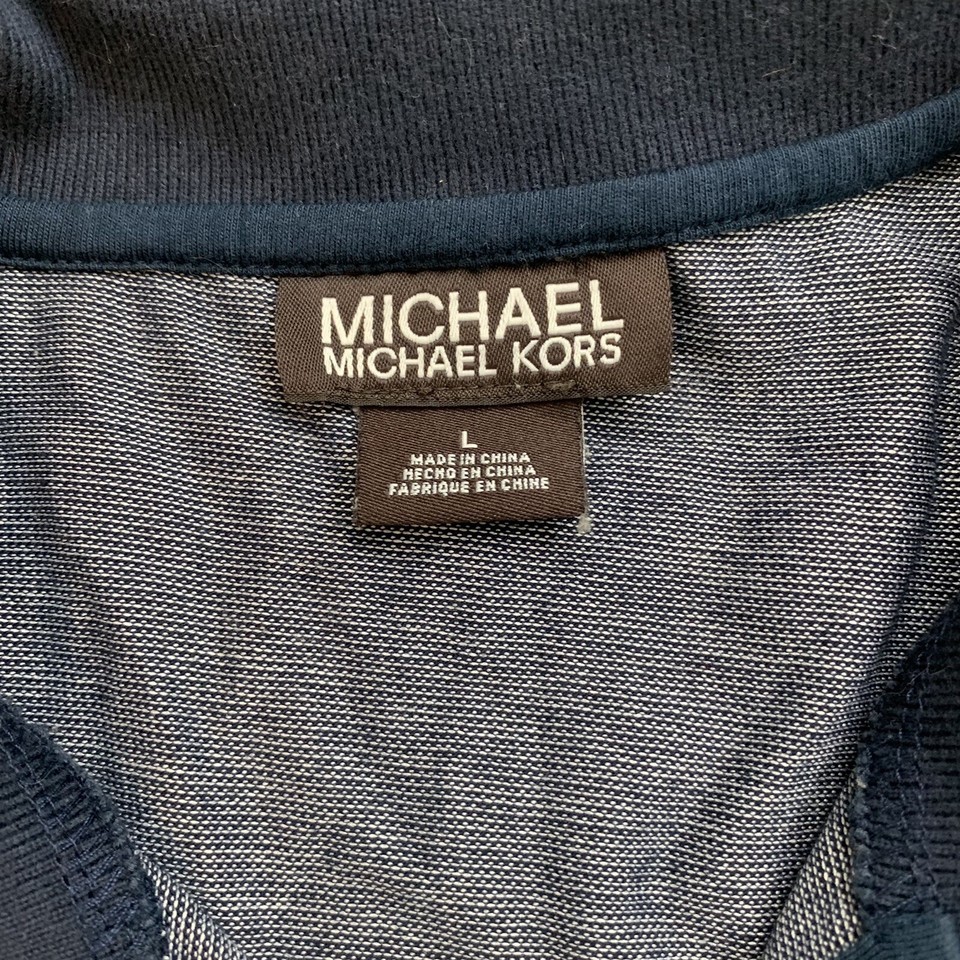 MICHAEL
MICHAEL KORS
L
MADE IN CHINA
HECHO EN CHINA
FABRIQUE EN CHINE